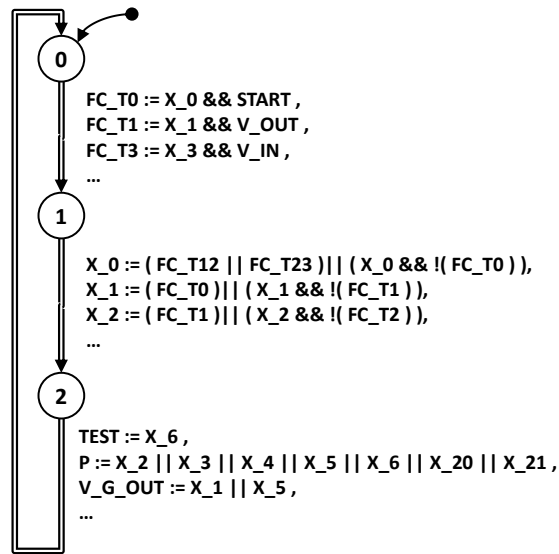 0
FC_T0 := X_0 && START ,
FC_T1 := X_1 && V_OUT ,
FC_T3 := X_3 && V_IN ,
...
1
X_0 := ( FC_T12 || FC_T23 )|| ( X_0 && !( FC_T0 ) ),
X_1 := ( FC_T0 )|| ( X_1 && !( FC_T1 ) ),
X_2 := ( FC_T1 )|| ( X_2 && !( FC_T2 ) ),
...
2
TEST := X_6 ,
P := X_2 || X_3 || X_4 || X_5 || X_6 || X_20 || X_21 ,
V_G_OUT := X_1 || X_5 ,
...